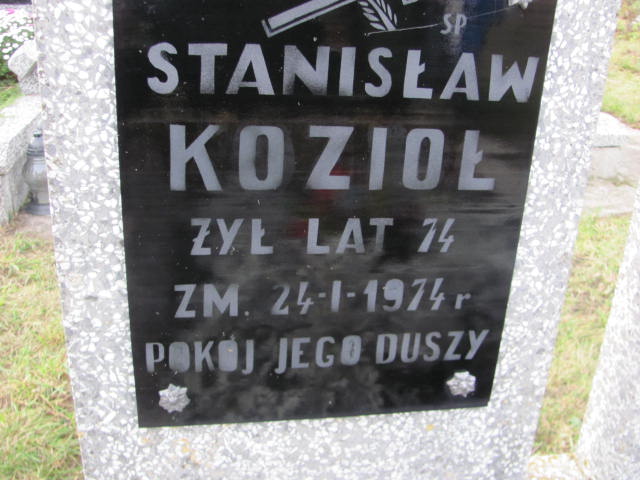 SP
STANISŁAW
KOZIOŁ
ŻYŁ LAT 74
ZM. 24-I-1974 r
POKÓJ JEGO DUSZY